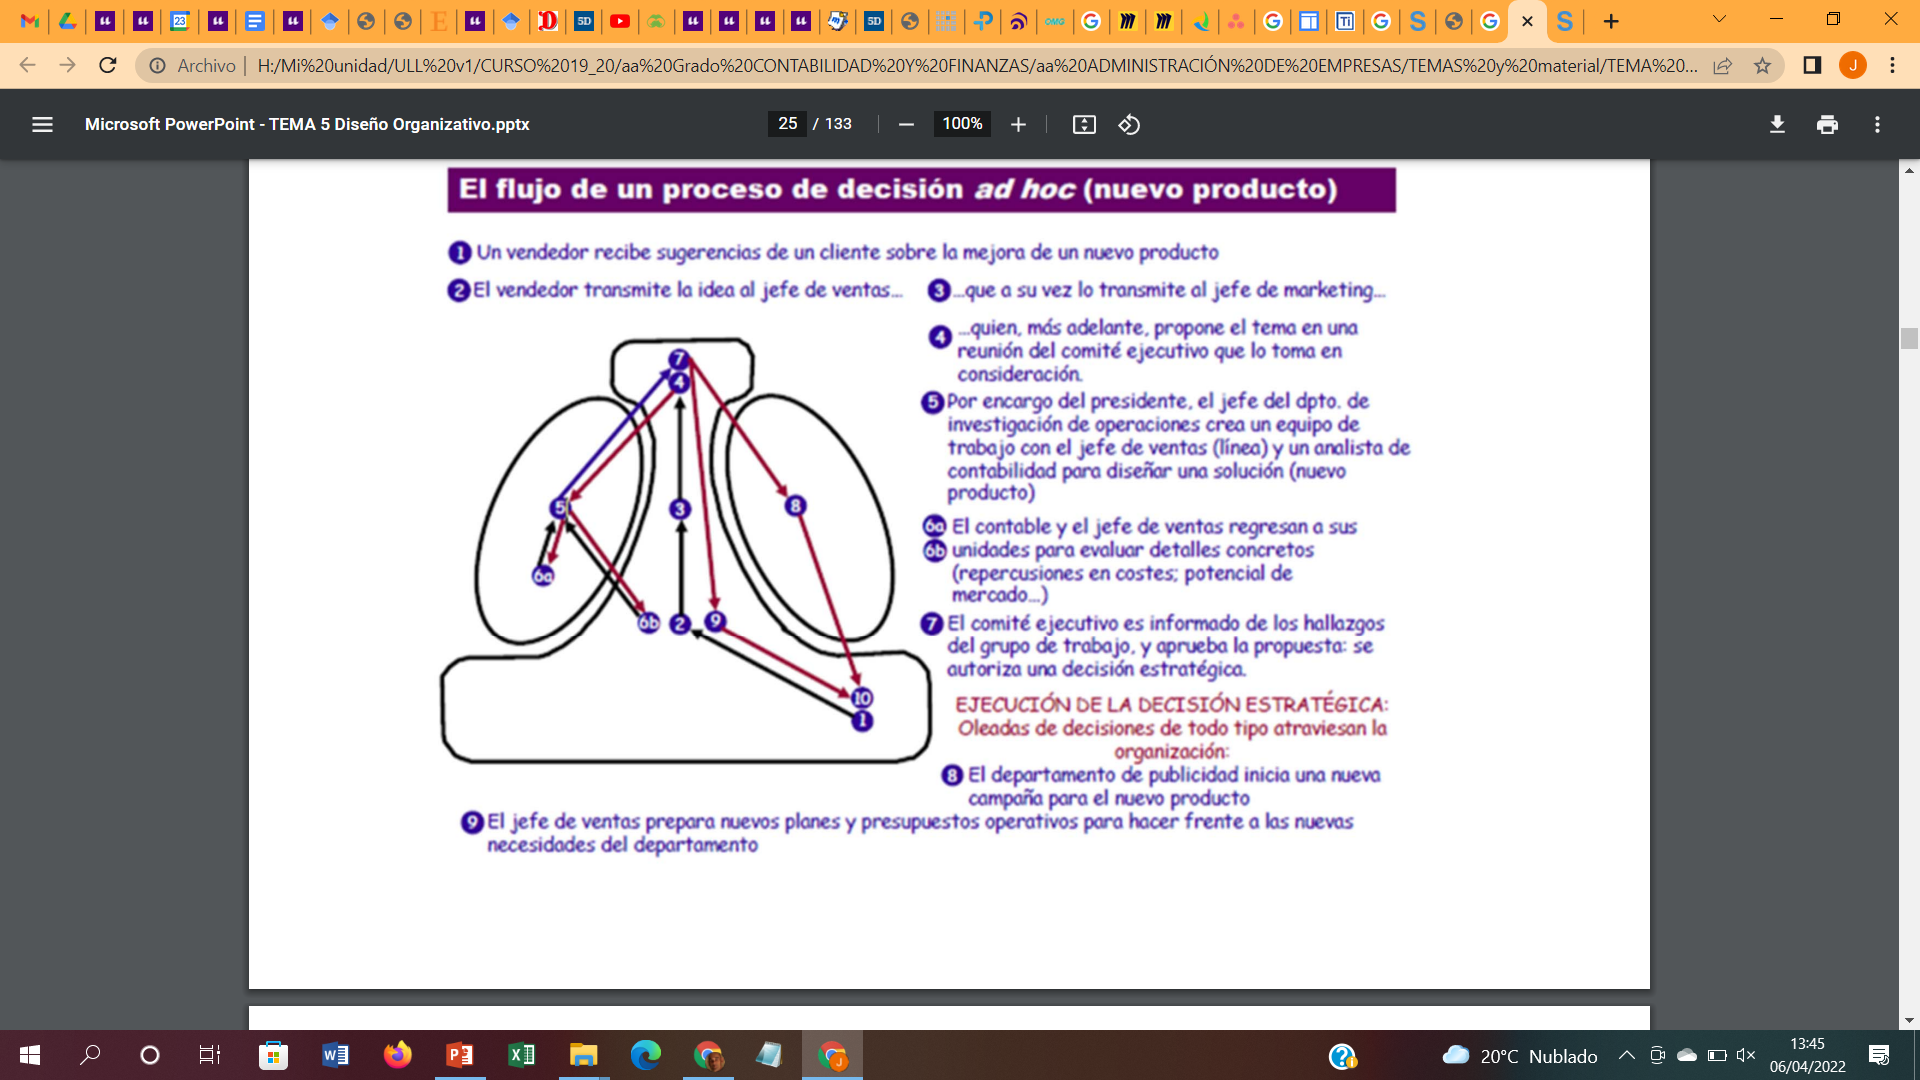 Archivo
H:/Mi%20unidad/ULL%20v1/CURSO%2019_20/aa%20Grado%20CONTABILIDAD%20Y%20FINANZAS/aa%20ADMINISTRACIÓN%20DE%20EMPRESAS/TEMAS%20y%20material/TEMA%20...
J
Microsoft PowerPoint - TEMA 5 Diseño Organizativo.pptx
25 / 133
100%
El flujo de un proceso de decisión ad hoc (nuevo producto)
1 Un vendedor recibe sugerencias de un cliente sobre la mejora de un nuevo producto
2 El vendedor transmite la idea al jefe de ventas...
3 ...que a su vez lo transmite al jefe de marketing...
4 ...quien, más adelante, propone el tema en una
reunión del comité ejecutivo que lo toma en
consideración.
5 Por encargo del presidente, el jefe del dpto. de
investigación de operaciones crea un equipo de
trabajo con el jefe de ventas (línea) y un analista de
contabilidad para diseñar una solución (nuevo
producto)
6a El contable y el jefe de ventas regresan a sus
6b unidades para evaluar detalles concretos
(repercusiones en costes; potencial de
mercado...)
7 El comité ejecutivo es informado de los hallazgos
del grupo de trabajo, y aprueba la propuesta: se
autoriza una decisión estratégica.
EJECUCIÓN DE LA DECISIÓN ESTRATÉGICA:
Oleadas de decisiones de todo tipo atraviesan la
organización:
8 El departamento de publicidad inicia una nueva
campaña para el nuevo producto
9 El jefe de ventas prepara nuevos planes y presupuestos operativos para hacer frente a las nuevas
necesidades del departamento
7
4
5
3
8
6a
6b
2
9
10
1
20°C Nublado
13:45
06/04/2022